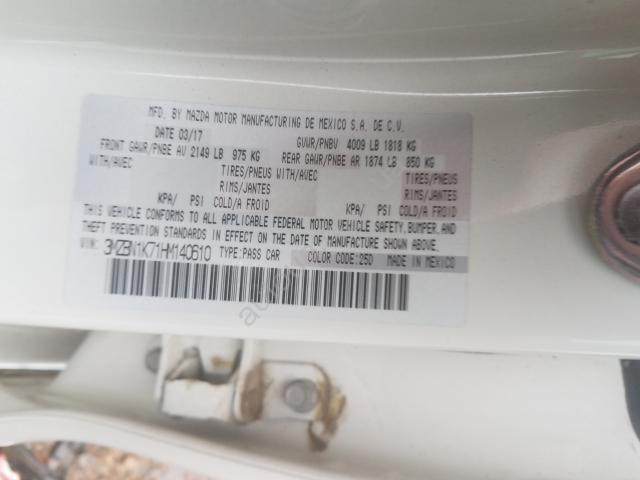 MFD. BY MAZDA MOTOR MANUFACTURING DE MEXICO S.A. DE C.V.
DATE 03/17 GVWR/PNBV 4009 LB 1818 KG
FRONT GAWR/PNBE AV 2149 LB 975 KG REAR GAWR/PNBE AR 1874 LB 850 KG
WITH/AVEC TIRES/PNEUS WITH/AVEC TIRES/PNEUS
RIMS/JANTES RIMS/JANTES
KPA/ PSI COLD/A FROID KPA/ PSI COLD/A FROID
THIS VEHICLE CONFORMS TO ALL APPLICABLE FEDERAL MOTOR VEHICLE SAFETY, BUMPER, AND
THEFT PREVENTION STANDARDS IN EFFECT ON THE DATE OF MANUFACTURE SHOWN ABOVE.
VIN: 3MZBN1K71HM140610 TYPE:PASS CAR COLOR CODE:25D MADE IN MEXICO